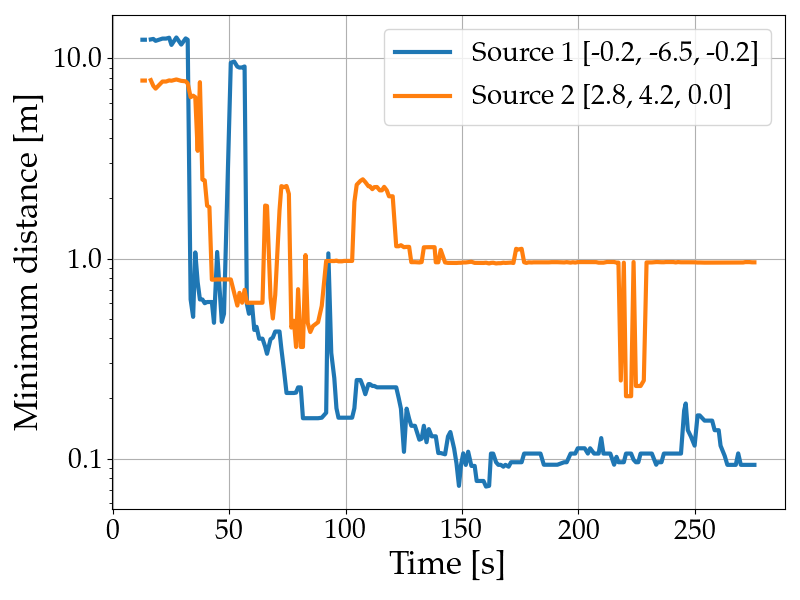 Source 1 [-0.2, -6.5, -0.2]
Source 2 [2.8, 4.2, 0.0]
Minimum distance [m]
10.0
1.0
0.1
0 50 100 150 200 250
Time [s]